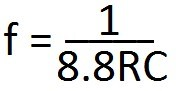 f = 1/8.8RC